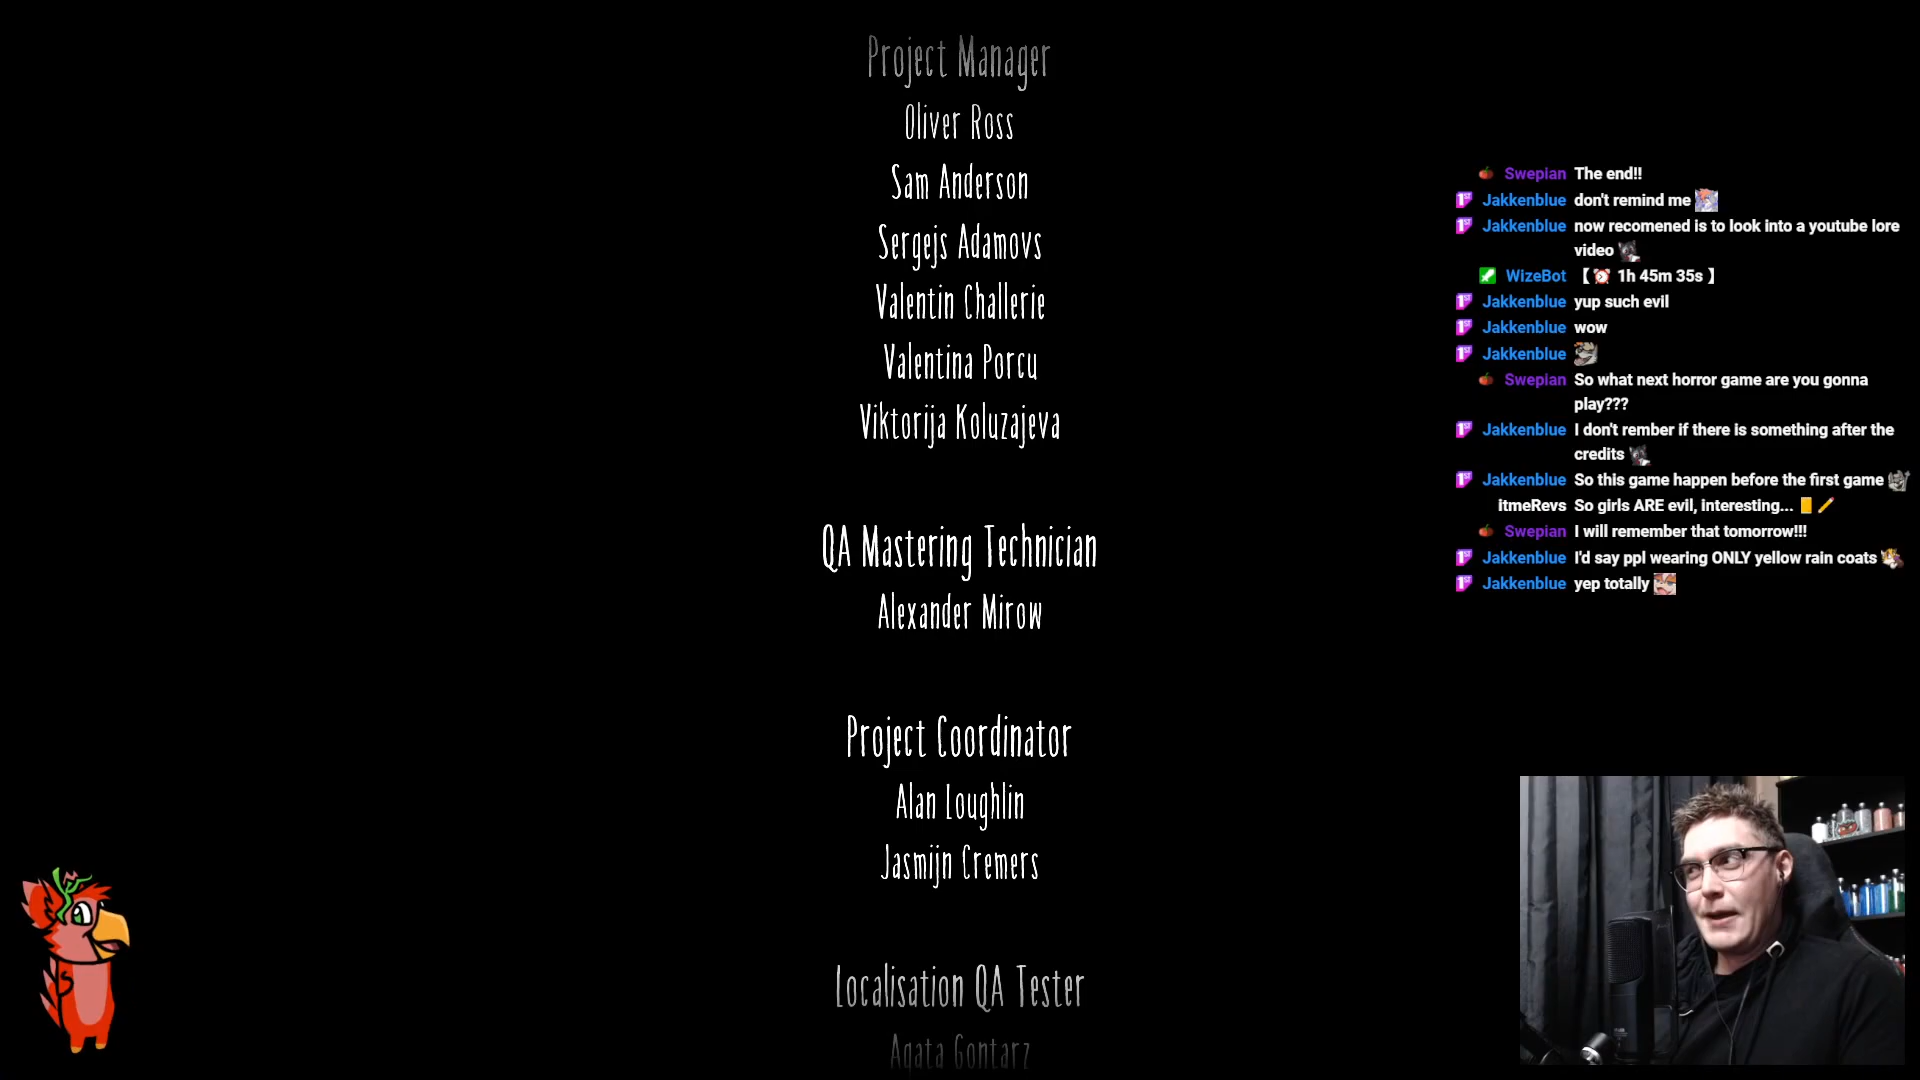 Project Manager
Oliver Ross
Sam Anderson
Sergejs Adamovs
Valentin Challerie
Valentina Porcu
Viktorija Koluzajeva
QA Mastering Technician
Alexander Mirow
Project Coordinator
Alan Loughlin
Jasmijn Cremers
Localisation QA Tester
Agata Gontarz
Swepian The end!!
Jakkenblue don't remind me
Jakkenblue now recomened is to look into a youtube lore
video
WizeBot 【⏰ 1h 45m 35s 】
Jakkenblue yup such evil
Jakkenblue wow
Jakkenblue
Swepian So what next horror game are you gonna
play???
Jakkenblue I don't rember if there is something after the
credits
Jakkenblue So this game happen before the first game
itmeRevs So girls ARE evil, interesting...
Swepian I will remember that tomorrow!!!
Jakkenblue I'd say ppl wearing ONLY yellow rain coats
Jakkenblue yep totally